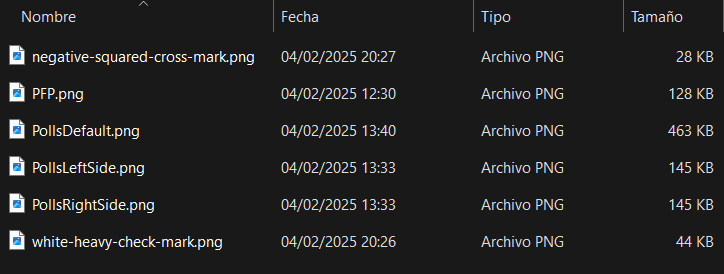 Nombre Fecha Tipo Tamaño
negative-squared-cross-mark.png 04/02/2025 20:27 Archivo PNG 28 KB
PFP.png 04/02/2025 12:30 Archivo PNG 128 KB
PollsDefault.png 04/02/2025 13:40 Archivo PNG 463 KB
PollsLeftSide.png 04/02/2025 13:33 Archivo PNG 145 KB
PollsRightSide.png 04/02/2025 13:33 Archivo PNG 145 KB
white-heavy-check-mark.png 04/02/2025 20:26 Archivo PNG 44 KB